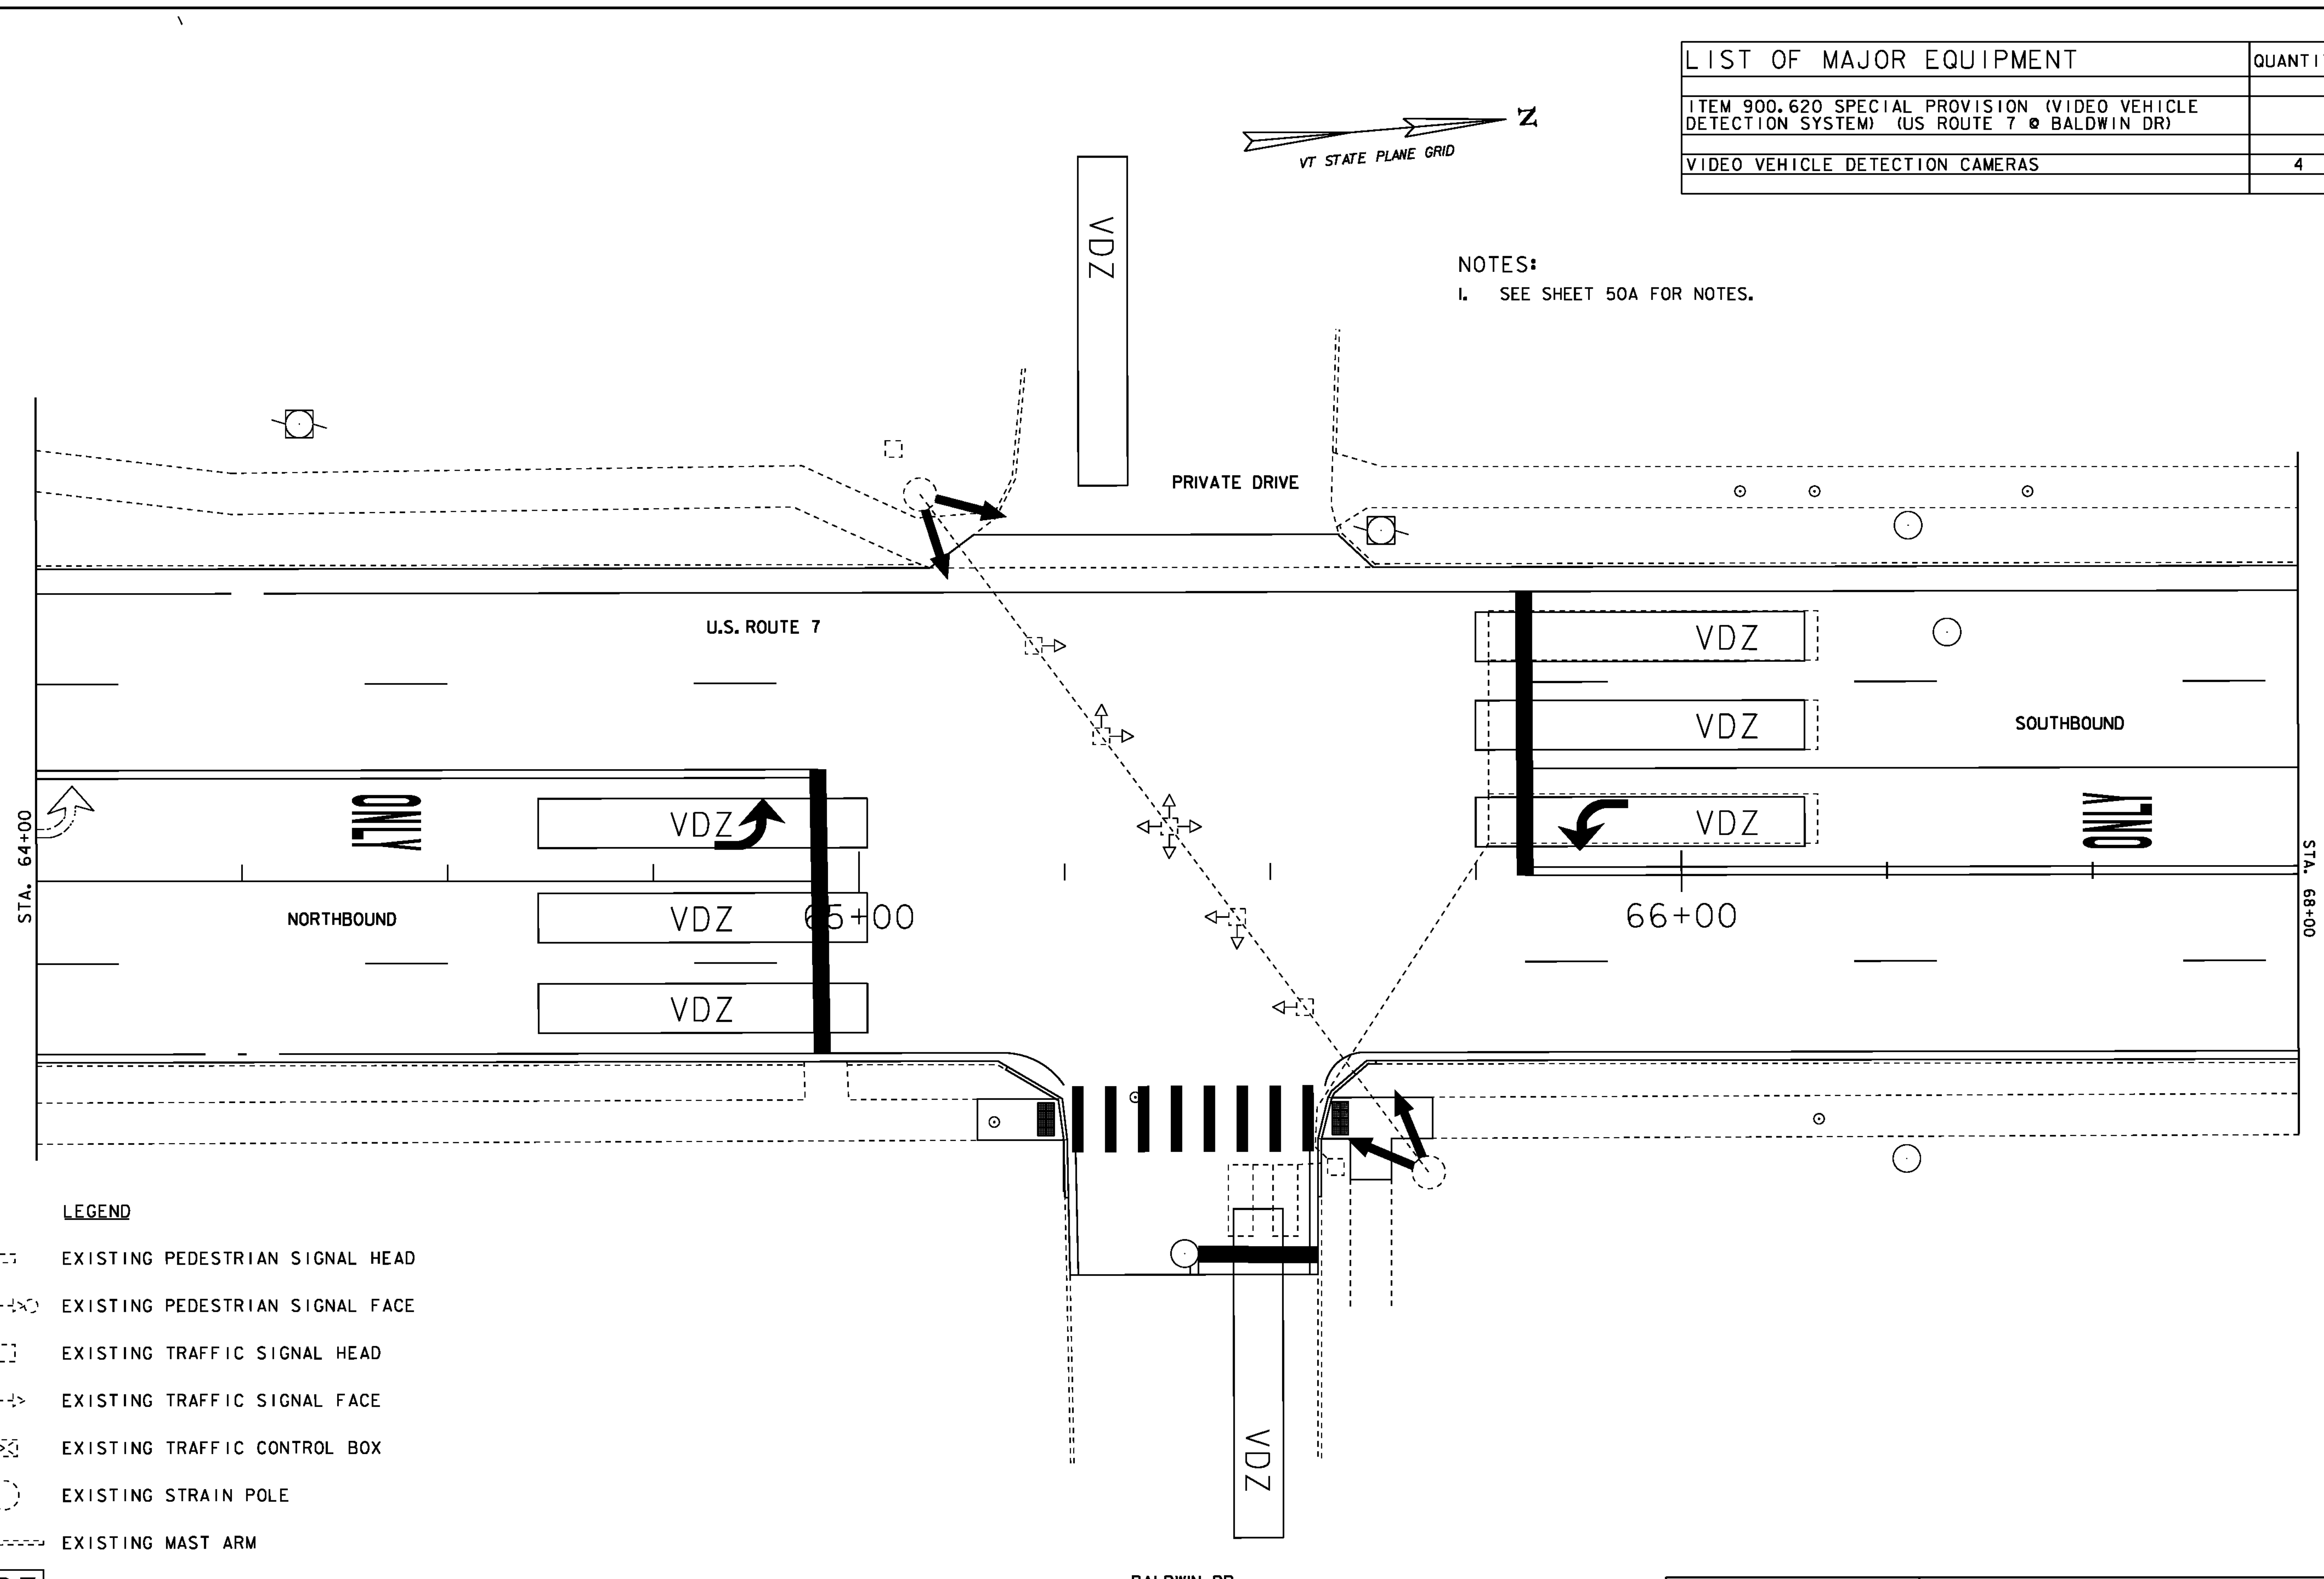 LIST OF MAJOR EQUIPMENT
ITEM 900.620 SPECIAL PROVISION (VIDEO VEHICLE
DETECTION SYSTEM) (US ROUTE 7 @ BALDWIN DR)
VIDEO VEHICLE DETECTION CAMERAS 4
N
VT STATE PLANE GRID
VDZ
NOTES:
1. SEE SHEET 50A FOR NOTES.
PRIVATE DRIVE
U.S. ROUTE 7
VDZ
VDZ
SOUTHBOUND
STA. 64+00
ONLY
VDZ
VDZ
ONLY
STA. 68+00
NORTHBOUND
VDZ
65+00
66+00
VDZ
LEGEND
EXISTING PEDESTRIAN SIGNAL HEAD
EXISTING PEDESTRIAN SIGNAL FACE
EXISTING TRAFFIC SIGNAL HEAD
EXISTING TRAFFIC SIGNAL FACE
EXISTING TRAFFIC CONTROL BOX
EXISTING STRAIN POLE
EXISTING MAST ARM
VDZ